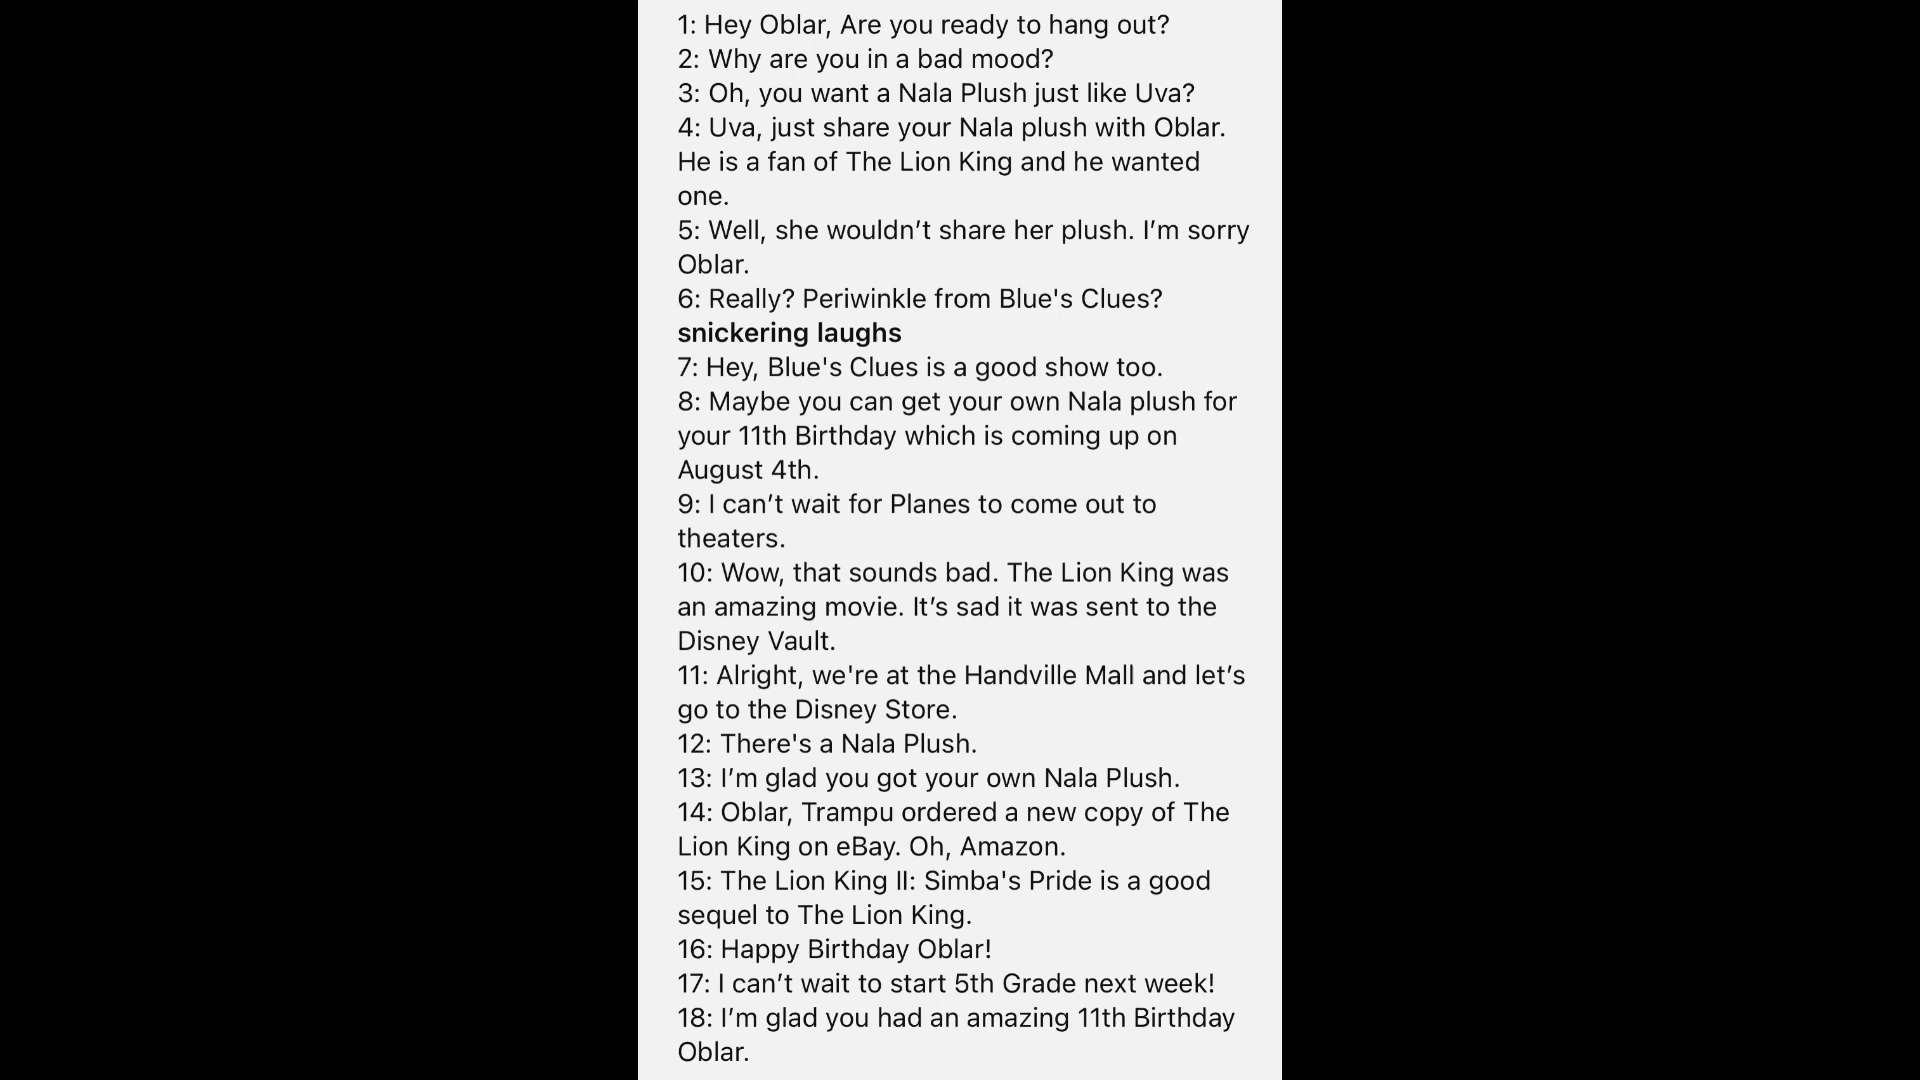 1: Hey Oblar, Are you ready to hang out?
2: Why are you in a bad mood?
3: Oh, you want a Nala Plush just like Uva?
4: Uva, just share your Nala plush with Oblar.
He is a fan of The Lion King and he wanted
one.
5: Well, she wouldn’t share her plush. I’m sorry
Oblar.
6: Really? Periwinkle from Blue's Clues?
snickering laughs
7: Hey, Blue's Clues is a good show too.
8: Maybe you can get your own Nala plush for
your 11th Birthday which is coming up on
August 4th.
9: I can’t wait for Planes to come out to
theaters.
10: Wow, that sounds bad. The Lion King was
an amazing movie. It’s sad it was sent to the
Disney Vault.
11: Alright, we're at the Handville Mall and let’s
go to the Disney Store.
12: There's a Nala Plush.
13: I’m glad you got your own Nala Plush.
14: Oblar, Trampu ordered a new copy of The
Lion King on eBay. Oh, Amazon.
15: The Lion King II: Simba's Pride is a good
sequel to The Lion King.
16: Happy Birthday Oblar!
17: I can’t wait to start 5th Grade next week!
18: I’m glad you had an amazing 11th Birthday
Oblar.